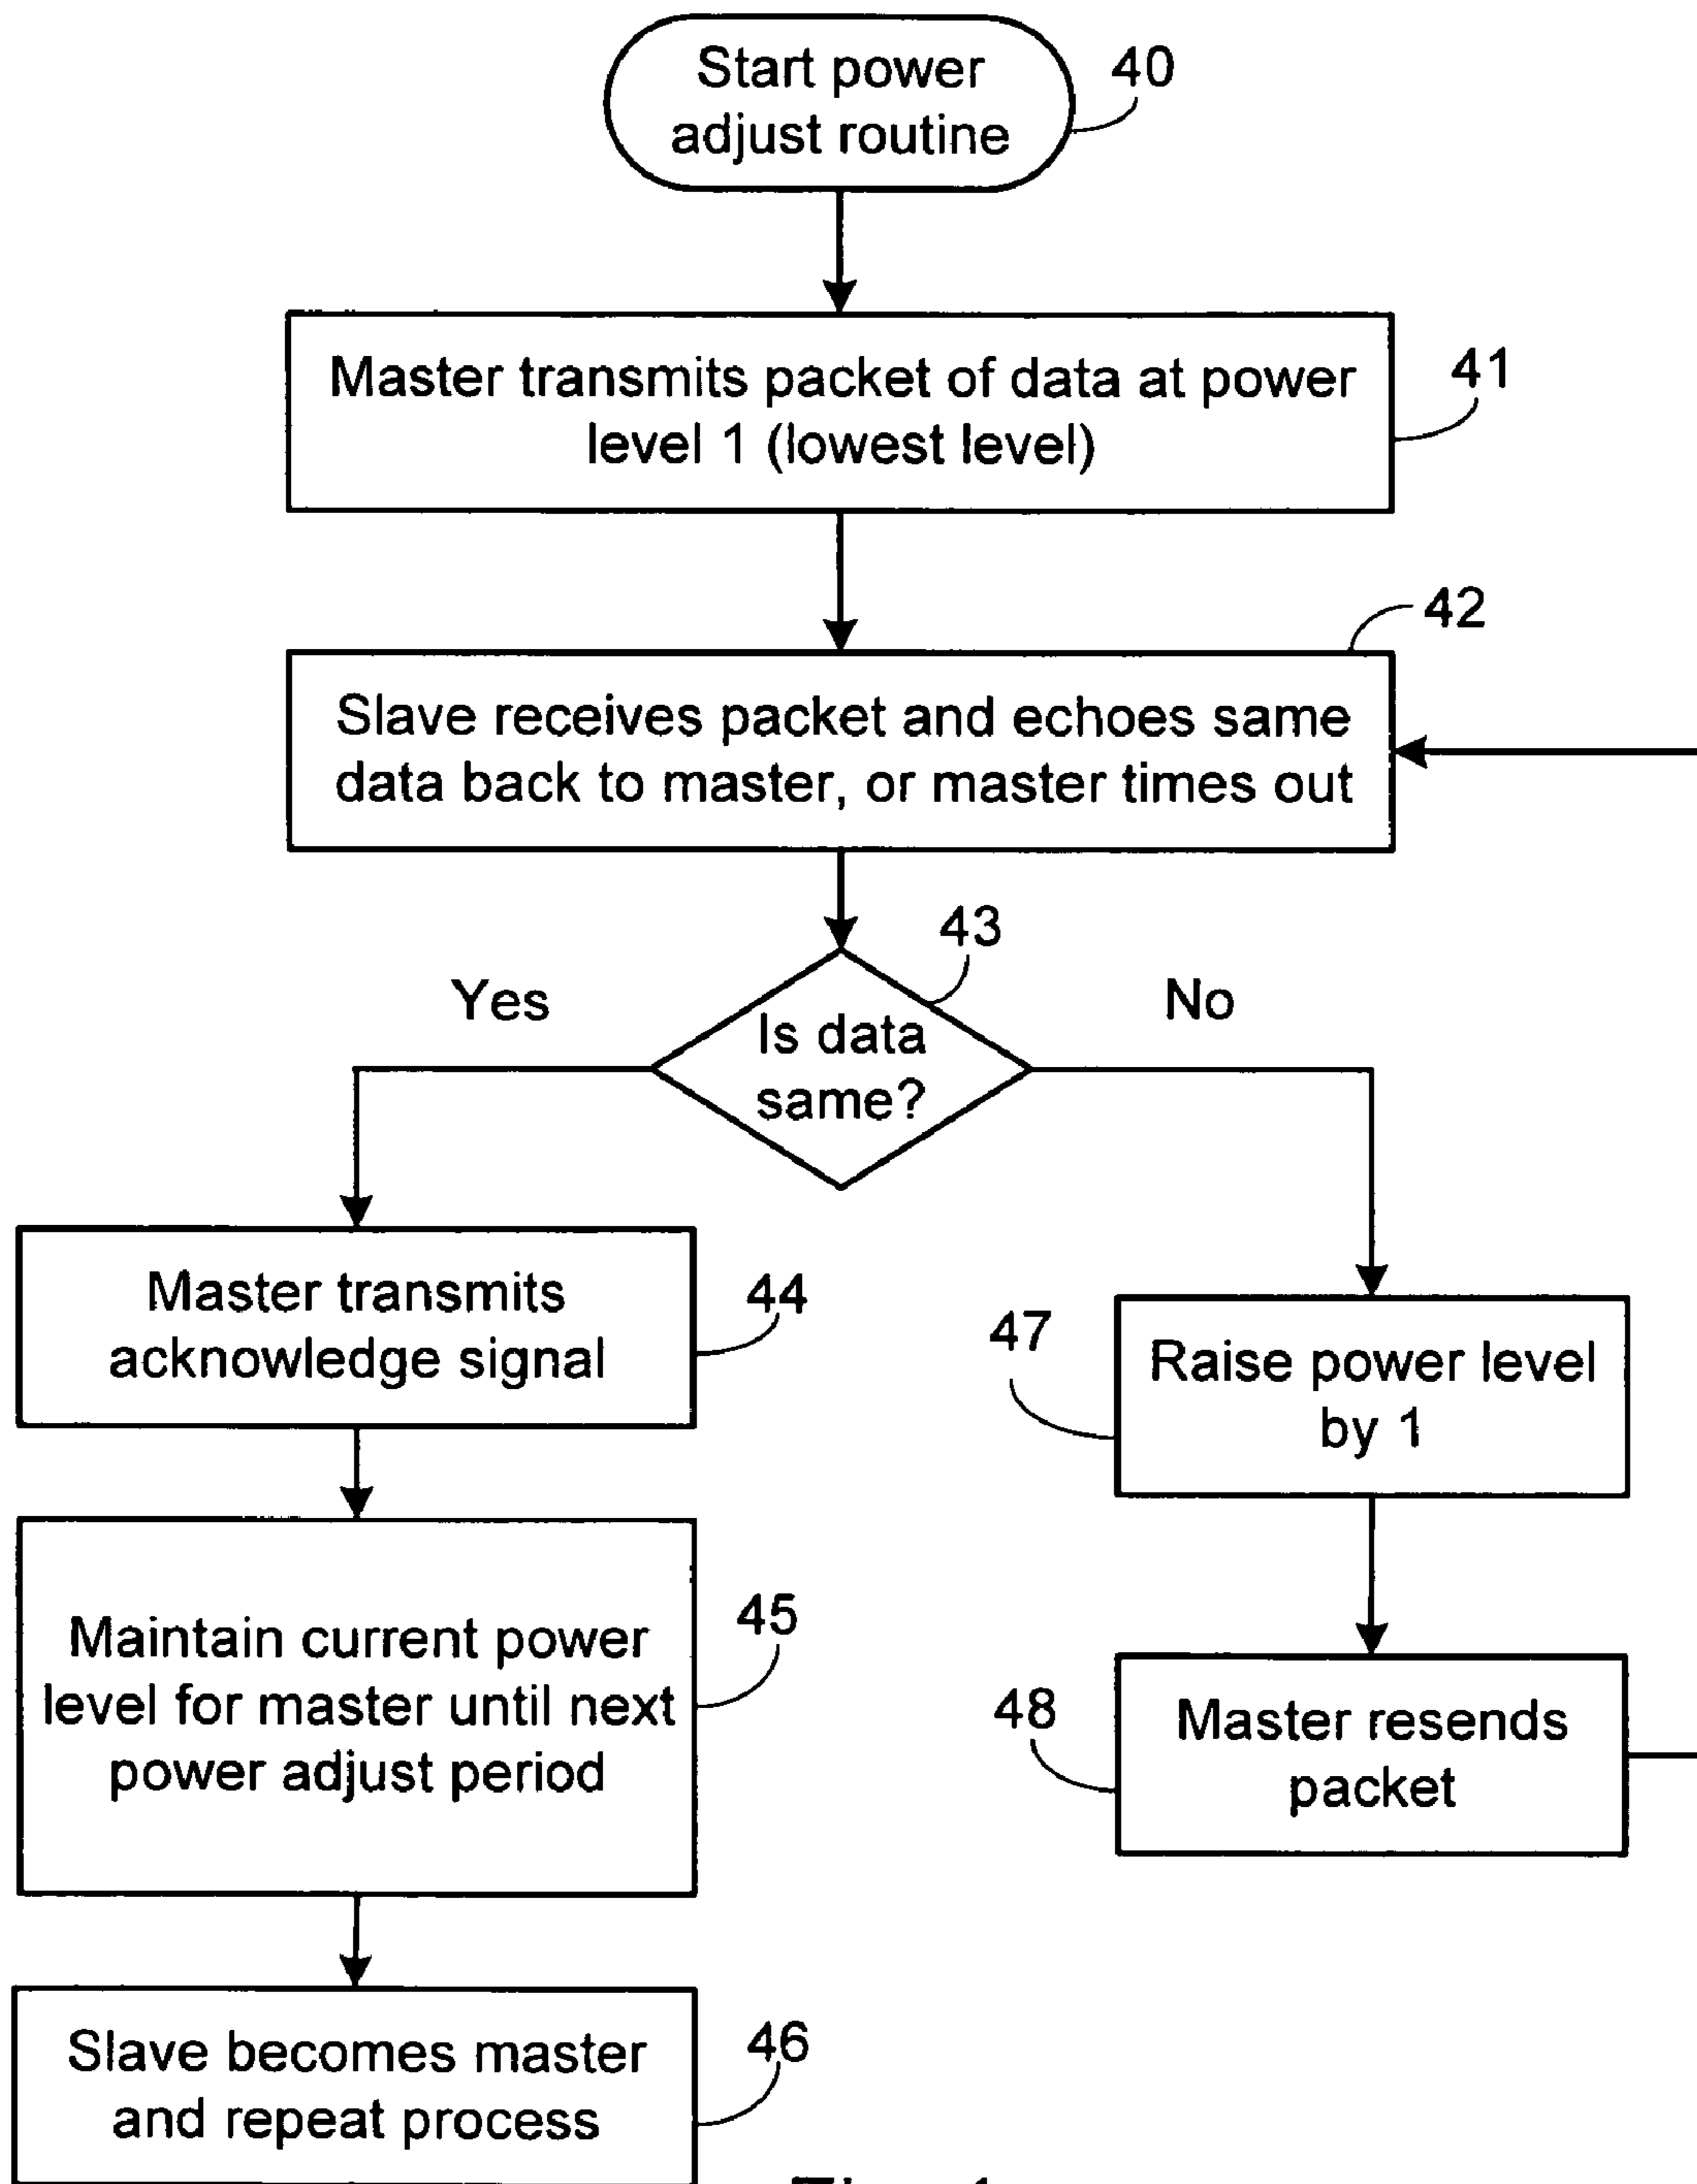 Start power
adjust routine
40
Master transmits packet of data at power
level 1 (lowest level)
41
42
Slave receives packet and echoes same
data back to master, or master times out
43
Yes
No
Is data
same?
Master transmits
acknowledge signal
44
47
Raise power level
by 1
Maintain current power
level for master until next
power adjust period
45
48
Master resends
packet
Slave becomes master
and repeat process
46